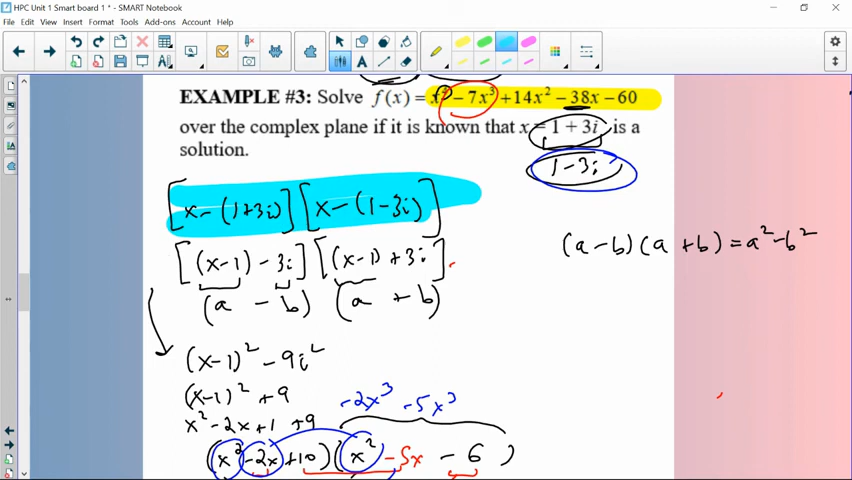 HPC Unit 1 Smart board 1 * - SMART Notebook
File Edit View Insert Format Tools Add-ons Account Help
EXAMPLE #3: Solve f(x) = x⁴ − 7x³ + 14x² − 38x − 60
over the complex plane if it is known that x = 1 + 3i is a
solution.
1 − 3i
[x − (1+3i)] [x − (1−3i)]
[(x−1) − 3i] [(x−1) + 3i]
(a − b)(a + b) = a² − b²
(a − b) (a + b)
(x−1)² − 9i²
(x−1)² + 9
−2x³ −5x³
x² − 2x + 1 + 9
(x² − 2x + 10)(x² − 5x − 6)